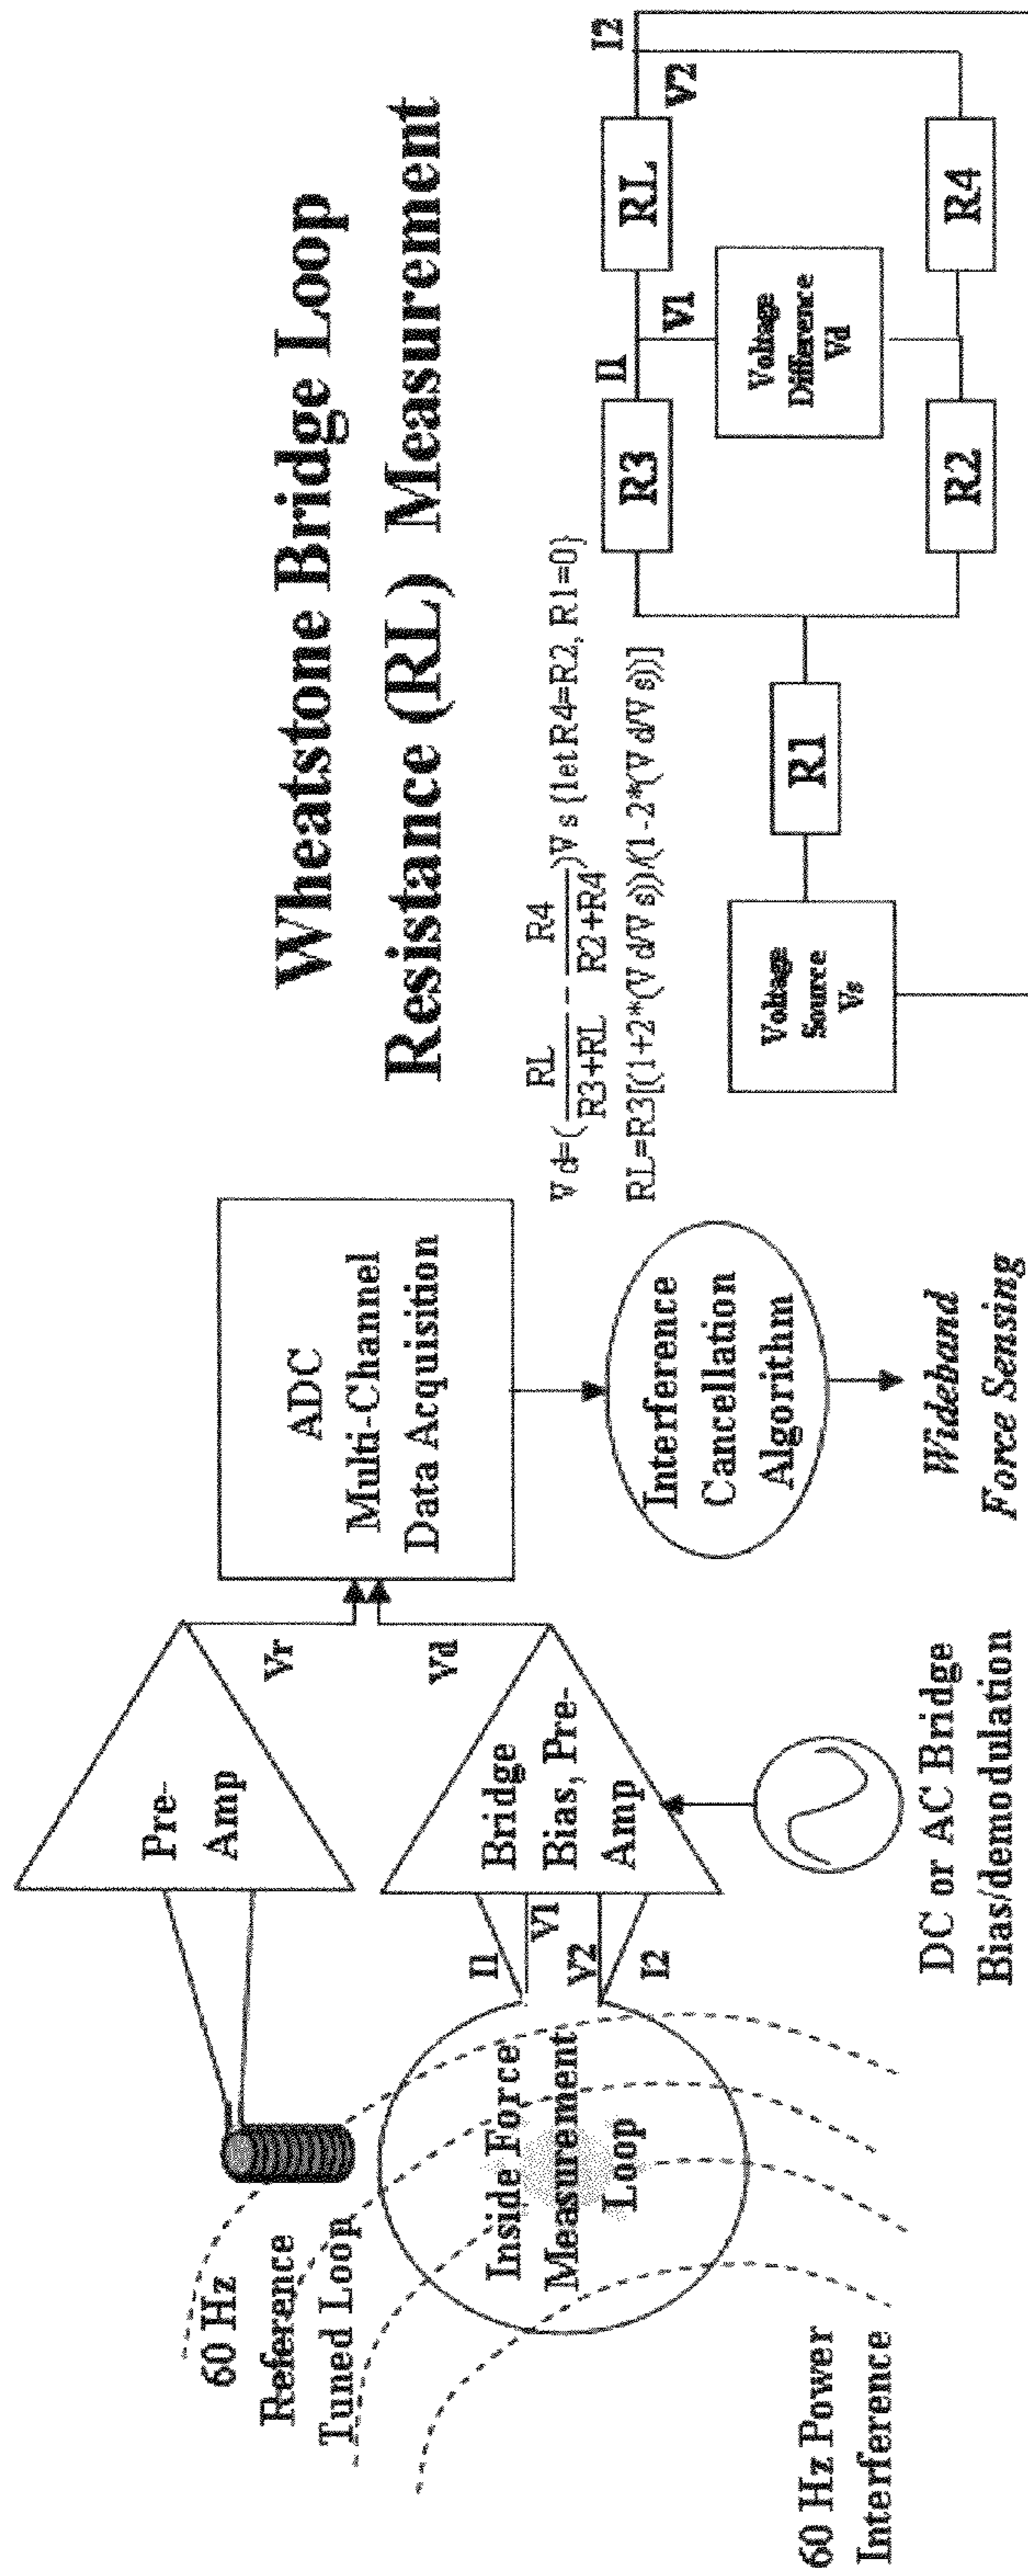 Wheatstone Bridge Loop
Resistance (RL) Measurement
60 Hz
Reference
Tuned Loop
Pre-
Amp
Vr
Vd
ADC
Multi-Channel
Data Acquisition
Inside Force
Measurement
Loop
I1
V1
V2
I2
Bridge
Bias, Pre-
Amp
Interference
Cancellation
Algorithm
Wideband
Force Sensing
60 Hz Power
Interference
DC or AC Bridge
Bias/demodulation
RL R4
Vd=( ――― - ――― )Vs {let R4=R2, R1=0}
R3+RL R2+R4
RL=R3[(1+2*(Vd/Vs))/(1-2*(Vd/Vs))]
Voltage
Source
Vs
R1
R3
I1
RL
I2
V1
V2
Voltage
Difference
Vd
R2
R4